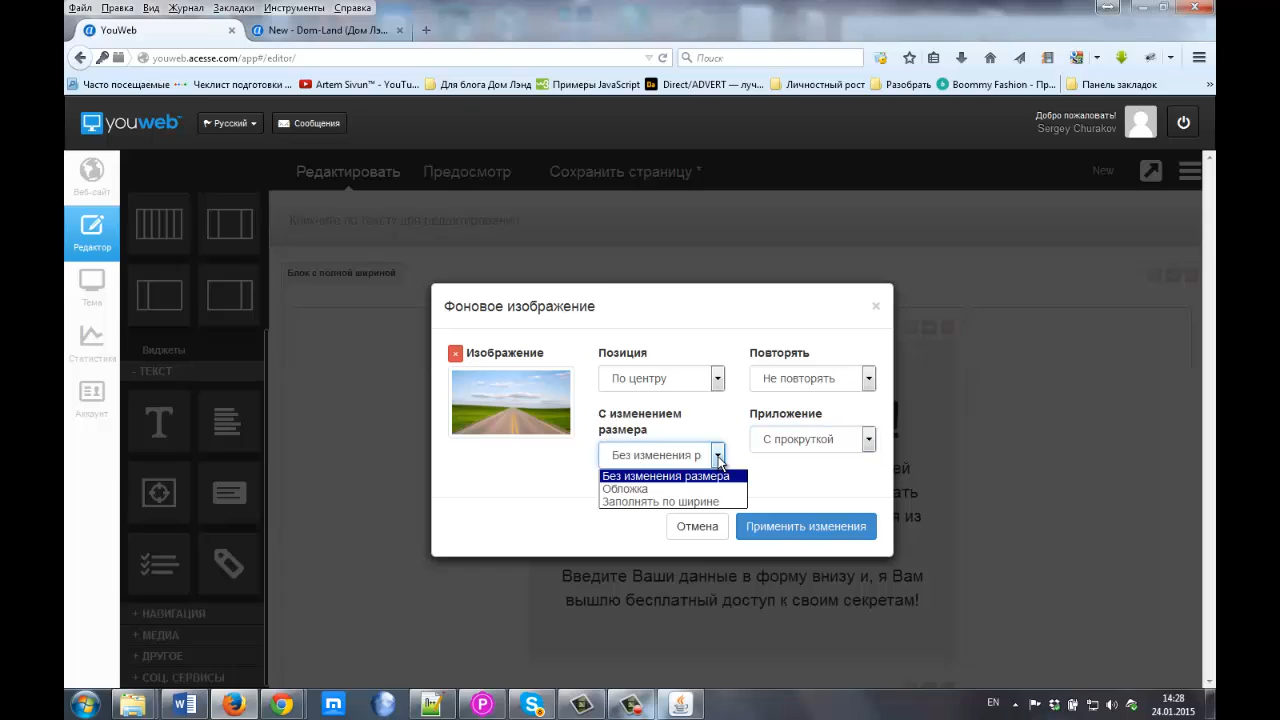 Файл Правка Вид Журнал Закладки Инструменты Справка
YouWeb
New - Dom-Land (Дом Лэ...
youweb.acesse.com/app#/editor/
Поиск
Часто посещаемые
Чеклист подготовки ...
Artem Sivun™ - YouTu...
Для блога Дом Лэнд
Примеры JavaScript
Direct/ADVERT — луч...
Личностный рост
Разобрать
Boommy Fashion - Пр...
Панель закладок
youweb
Русский
Сообщения
Добро пожаловать!
Sergey Churakov
Веб-сайт
Редактор
Тема
Статистика
Аккаунт
Редактировать
Предосмотр
Сохранить страницу *
New
Кликните по тексту для редактирования
Блок с полной шириной
Виджеты
- ТЕКСТ
+ НАВИГАЦИЯ
+ МЕДИА
+ ДРУГОЕ
+ СОЦ. СЕРВИСЫ
Фоновое изображение
Изображение
Позиция
По центру
Повторять
Не повторять
С изменением
размера
Без изменения р
Без изменения размера
Обложка
Заполнять по ширине
Приложение
С прокруткой
Отмена
Применить изменения
!
ей
ать
я из
Введите Ваши данные в форму внизу и, я Вам
вышлю бесплатный доступ к своим секретам!
EN
14:28
24.01.2015